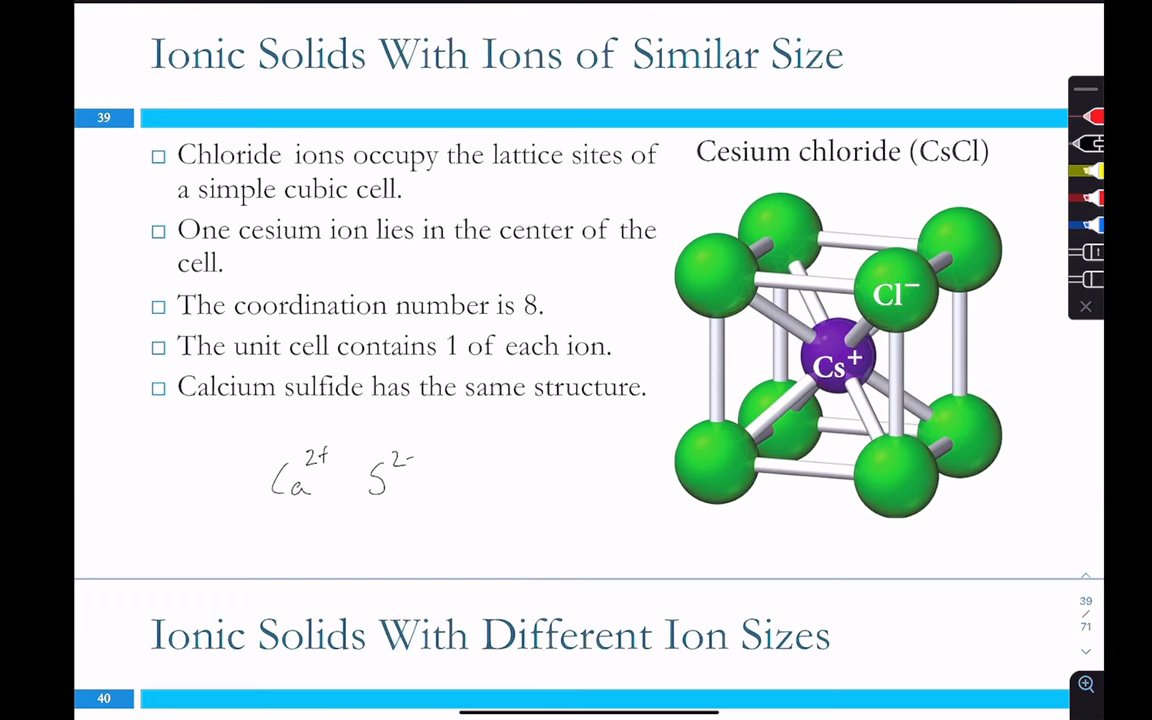 Ionic Solids With Ions of Similar Size
39
□ Chloride ions occupy the lattice sites of
a simple cubic cell.
□ One cesium ion lies in the center of the
cell.
□ The coordination number is 8.
□ The unit cell contains 1 of each ion.
□ Calcium sulfide has the same structure.
Ca²⁺ S²⁻
Cesium chloride (CsCl)
Cl⁻
Cs⁺
39
/
71
Ionic Solids With Different Ion Sizes
40